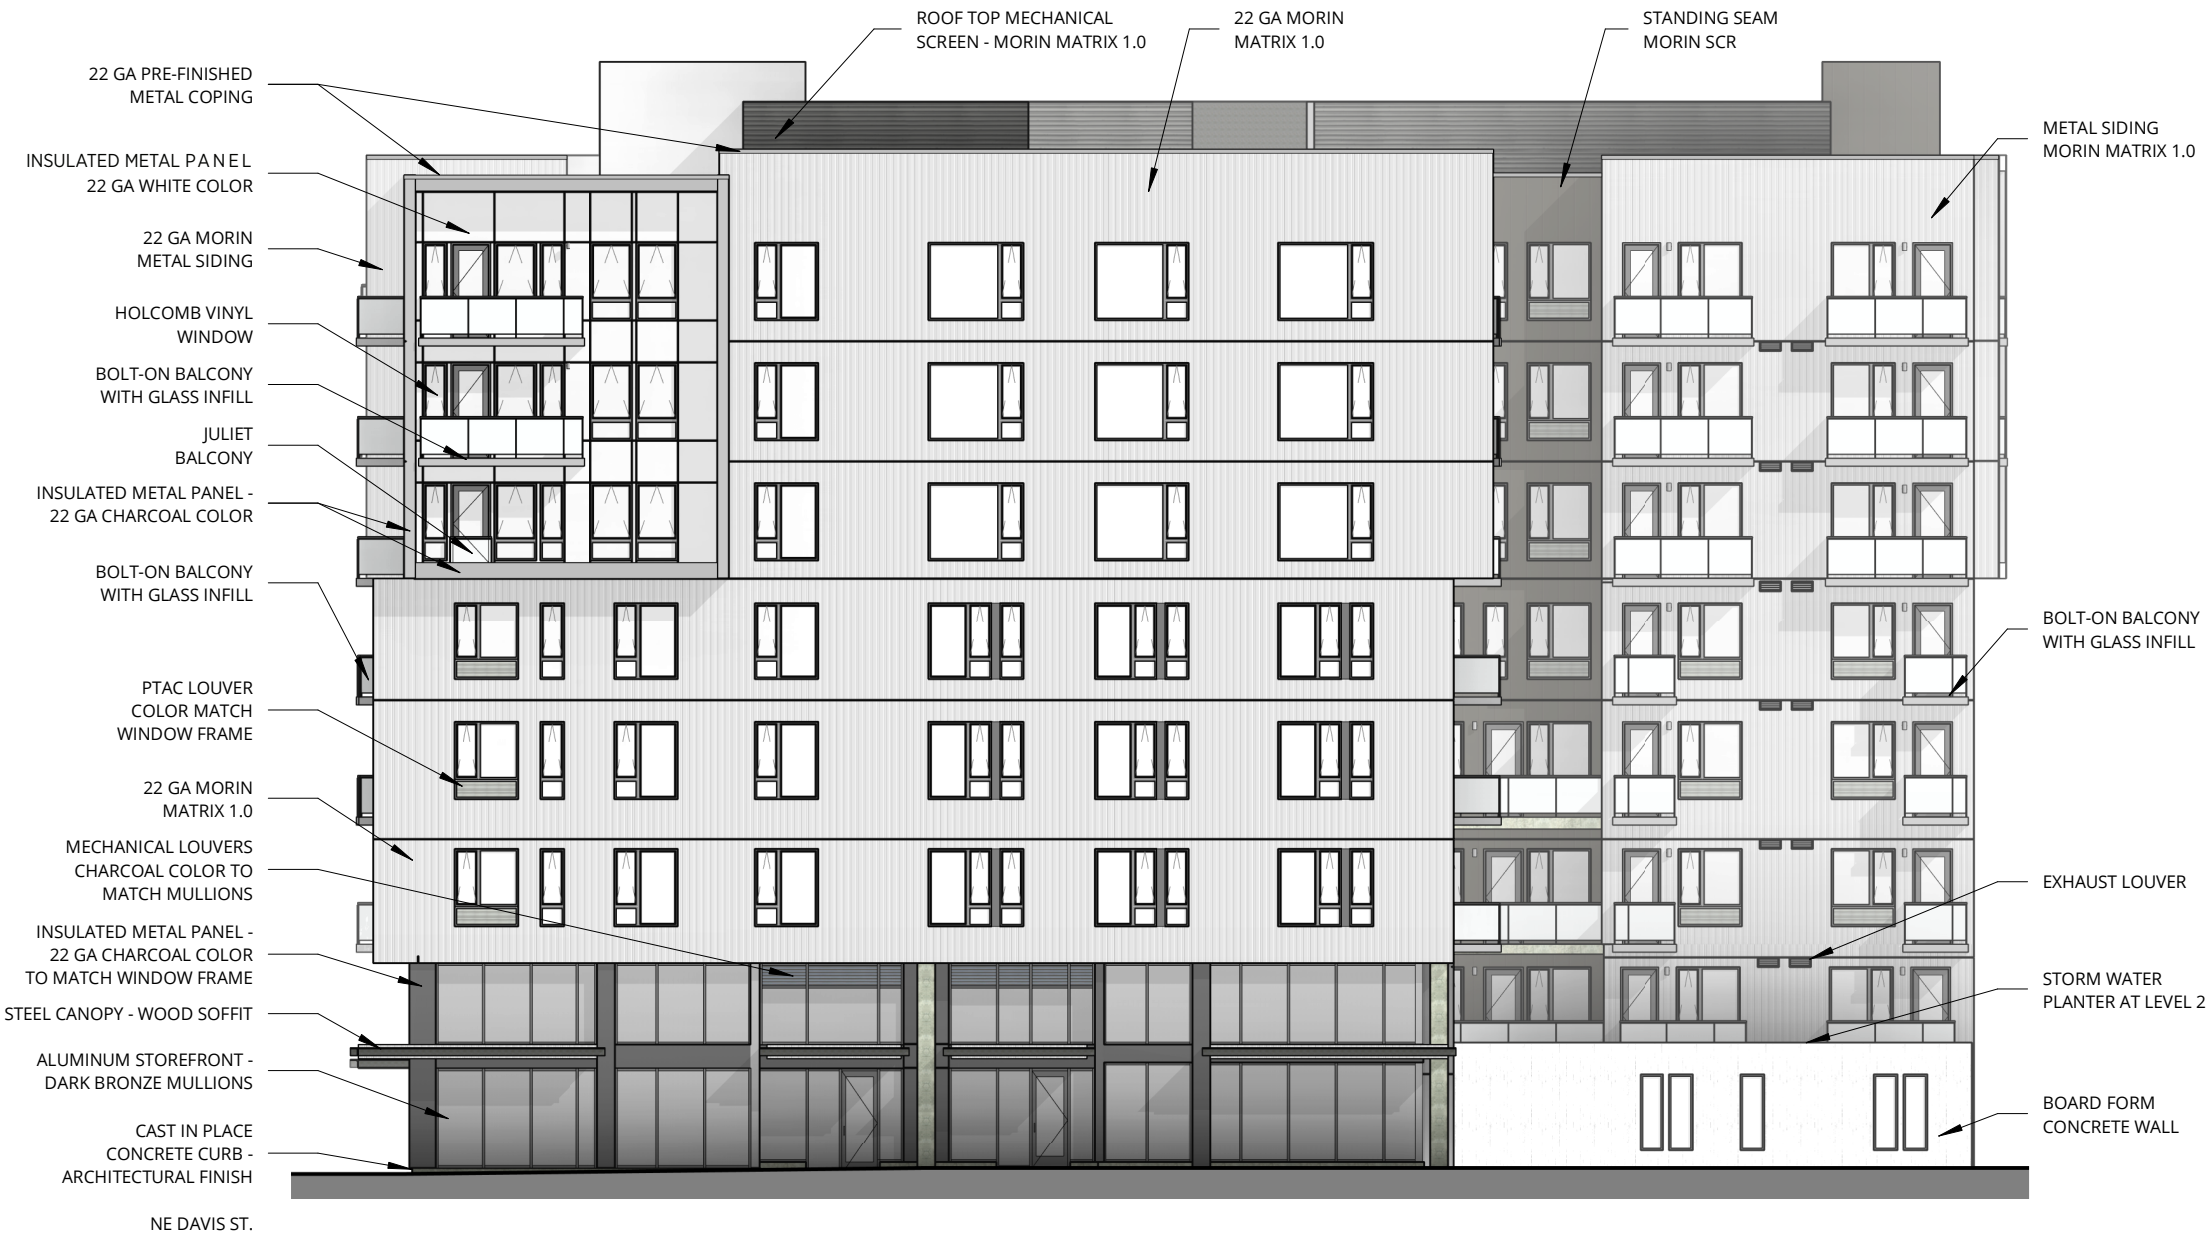 ROOF TOP MECHANICAL
SCREEN - MORIN MATRIX 1.0
22 GA MORIN
MATRIX 1.0
STANDING SEAM
MORIN SCR
22 GA PRE-FINISHED
METAL COPING
INSULATED METAL PANEL
22 GA WHITE COLOR
22 GA MORIN
METAL SIDING
HOLCOMB VINYL
WINDOW
BOLT-ON BALCONY
WITH GLASS INFILL
JULIET
BALCONY
INSULATED METAL PANEL -
22 GA CHARCOAL COLOR
BOLT-ON BALCONY
WITH GLASS INFILL
PTAC LOUVER
COLOR MATCH
WINDOW FRAME
22 GA MORIN
MATRIX 1.0
MECHANICAL LOUVERS
CHARCOAL COLOR TO
MATCH MULLIONS
INSULATED METAL PANEL -
22 GA CHARCOAL COLOR
TO MATCH WINDOW FRAME
STEEL CANOPY - WOOD SOFFIT
ALUMINUM STOREFRONT -
DARK BRONZE MULLIONS
CAST IN PLACE
CONCRETE CURB -
ARCHITECTURAL FINISH
NE DAVIS ST.
METAL SIDING
MORIN MATRIX 1.0
BOLT-ON BALCONY
WITH GLASS INFILL
EXHAUST LOUVER
STORM WATER
PLANTER AT LEVEL 2
BOARD FORM
CONCRETE WALL